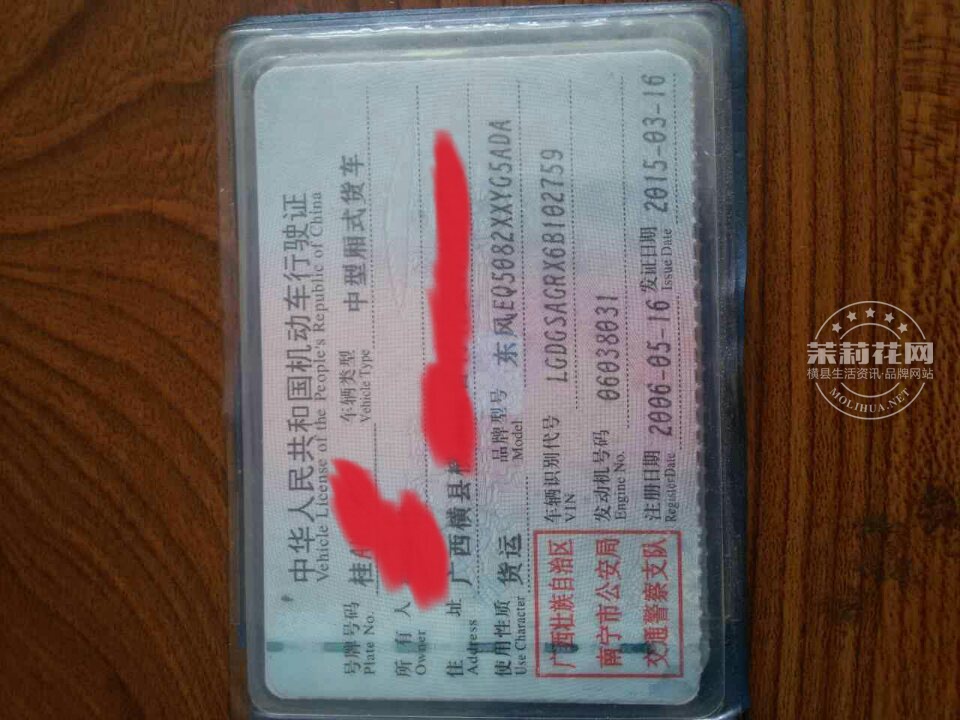 中华人民共和国机动车行驶证
Vehicle License of the People's Republic of China
号牌号码 桂A
Plate No.
车辆类型 中型厢式货车
Vehicle Type
所有人
Owner
住址 广西横县
Address
使用性质 货运
Use Character
品牌型号 东风EQ5082XXYG5ADA
Model
车辆识别代号 LGDGSAGRX6B102759
VIN
发动机号码 06038031
Engine No.
注册日期 2006-05-16
RegisterDate
发证日期 2015-03-16
Issue Date
广西壮族自治区
南宁市公安局
交通警察支队
茉莉花网
横县生活资讯·品牌网站
MOLIHUA.NET